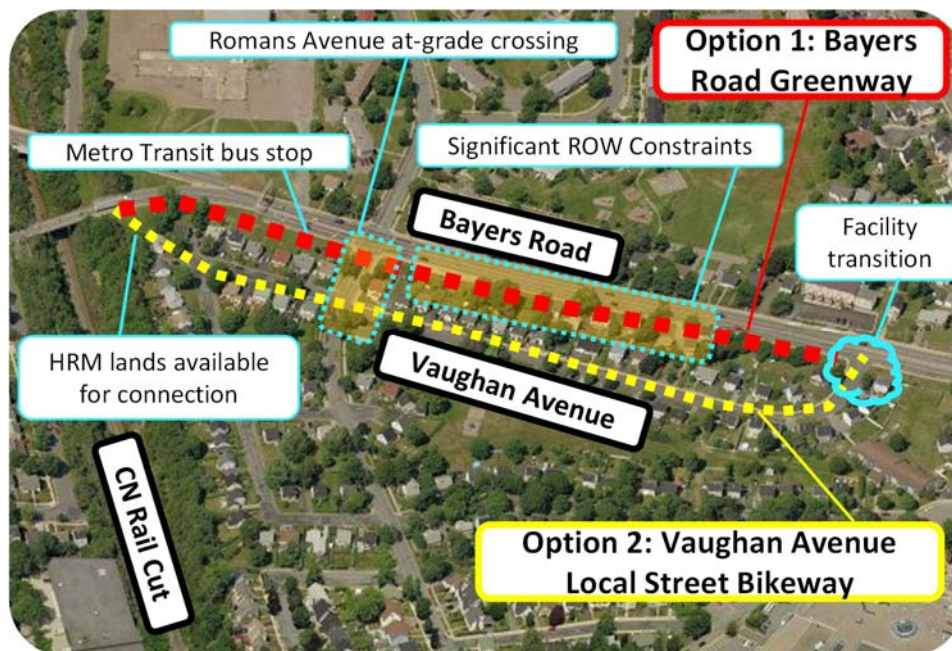 Romans Avenue at-grade crossing
Option 1: Bayers
Road Greenway
Metro Transit bus stop
Significant ROW Constraints
Bayers Road
Facility
transition
HRM lands available
for connection
Vaughan Avenue
CN Rail Cut
Option 2: Vaughan Avenue
Local Street Bikeway